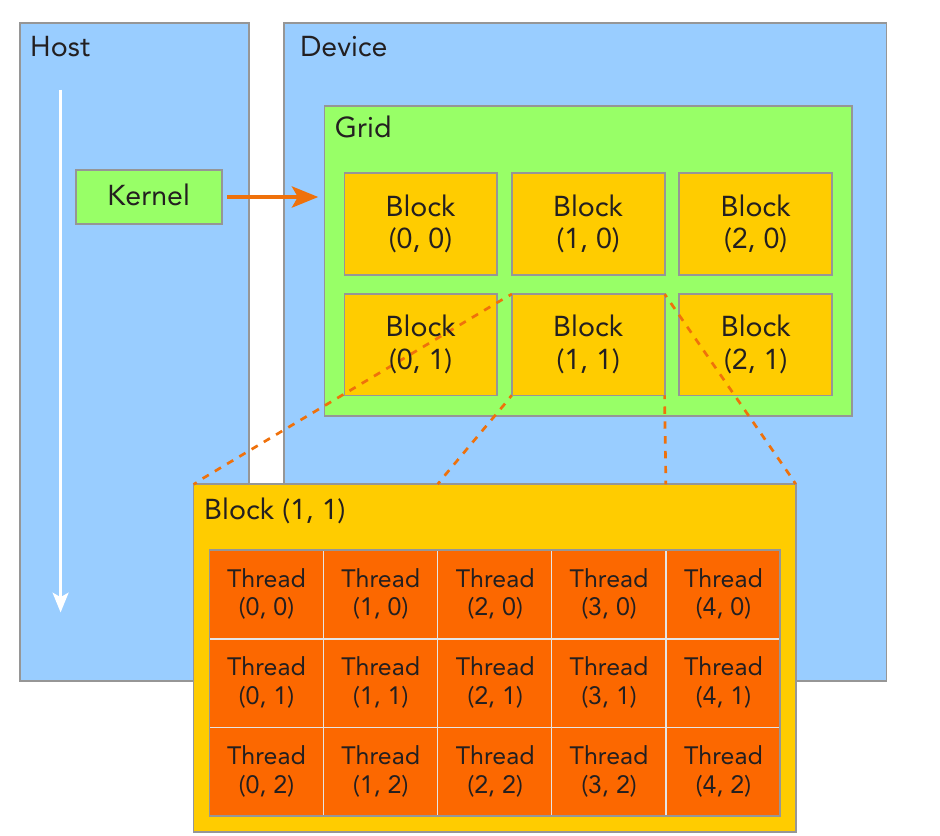 Host
Device
Grid
Kernel
Block
(0, 0)
Block
(1, 0)
Block
(2, 0)
Block
(0, 1)
Block
(1, 1)
Block
(2, 1)
Block (1, 1)
Thread
(0, 0)
Thread
(1, 0)
Thread
(2, 0)
Thread
(3, 0)
Thread
(4, 0)
Thread
(0, 1)
Thread
(1, 1)
Thread
(2, 1)
Thread
(3, 1)
Thread
(4, 1)
Thread
(0, 2)
Thread
(1, 2)
Thread
(2, 2)
Thread
(3, 2)
Thread
(4, 2)